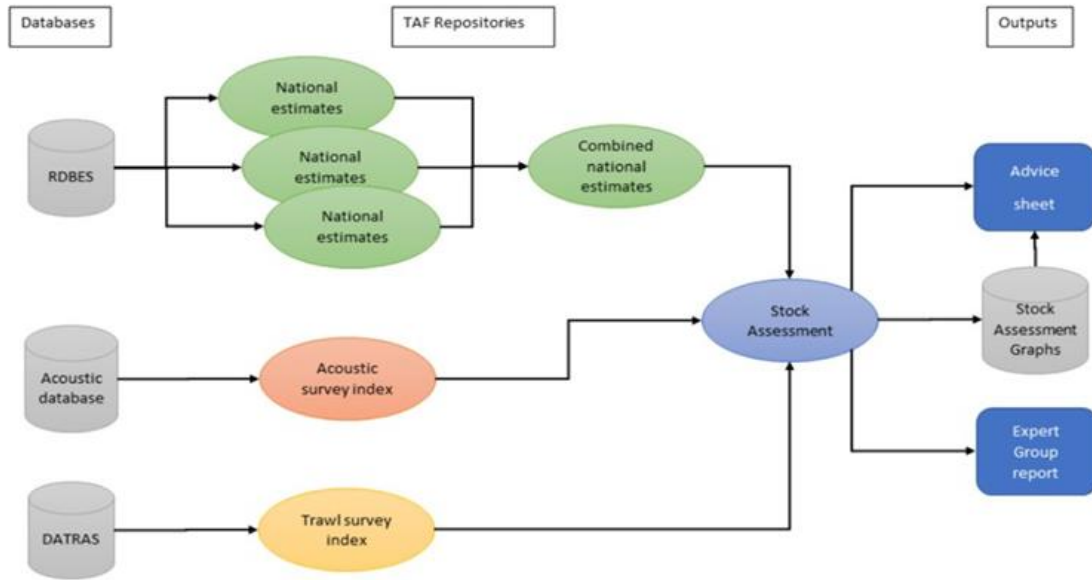 Databases
TAF Repositories
Outputs
National
estimates
National
estimates
National
estimates
RDBES
Combined
national
estimates
Advice
sheet
Stock
Assessment
Stock
Assessment
Graphs
Acoustic
database
Acoustic
survey index
Expert
Group
report
DATRAS
Trawl survey
index